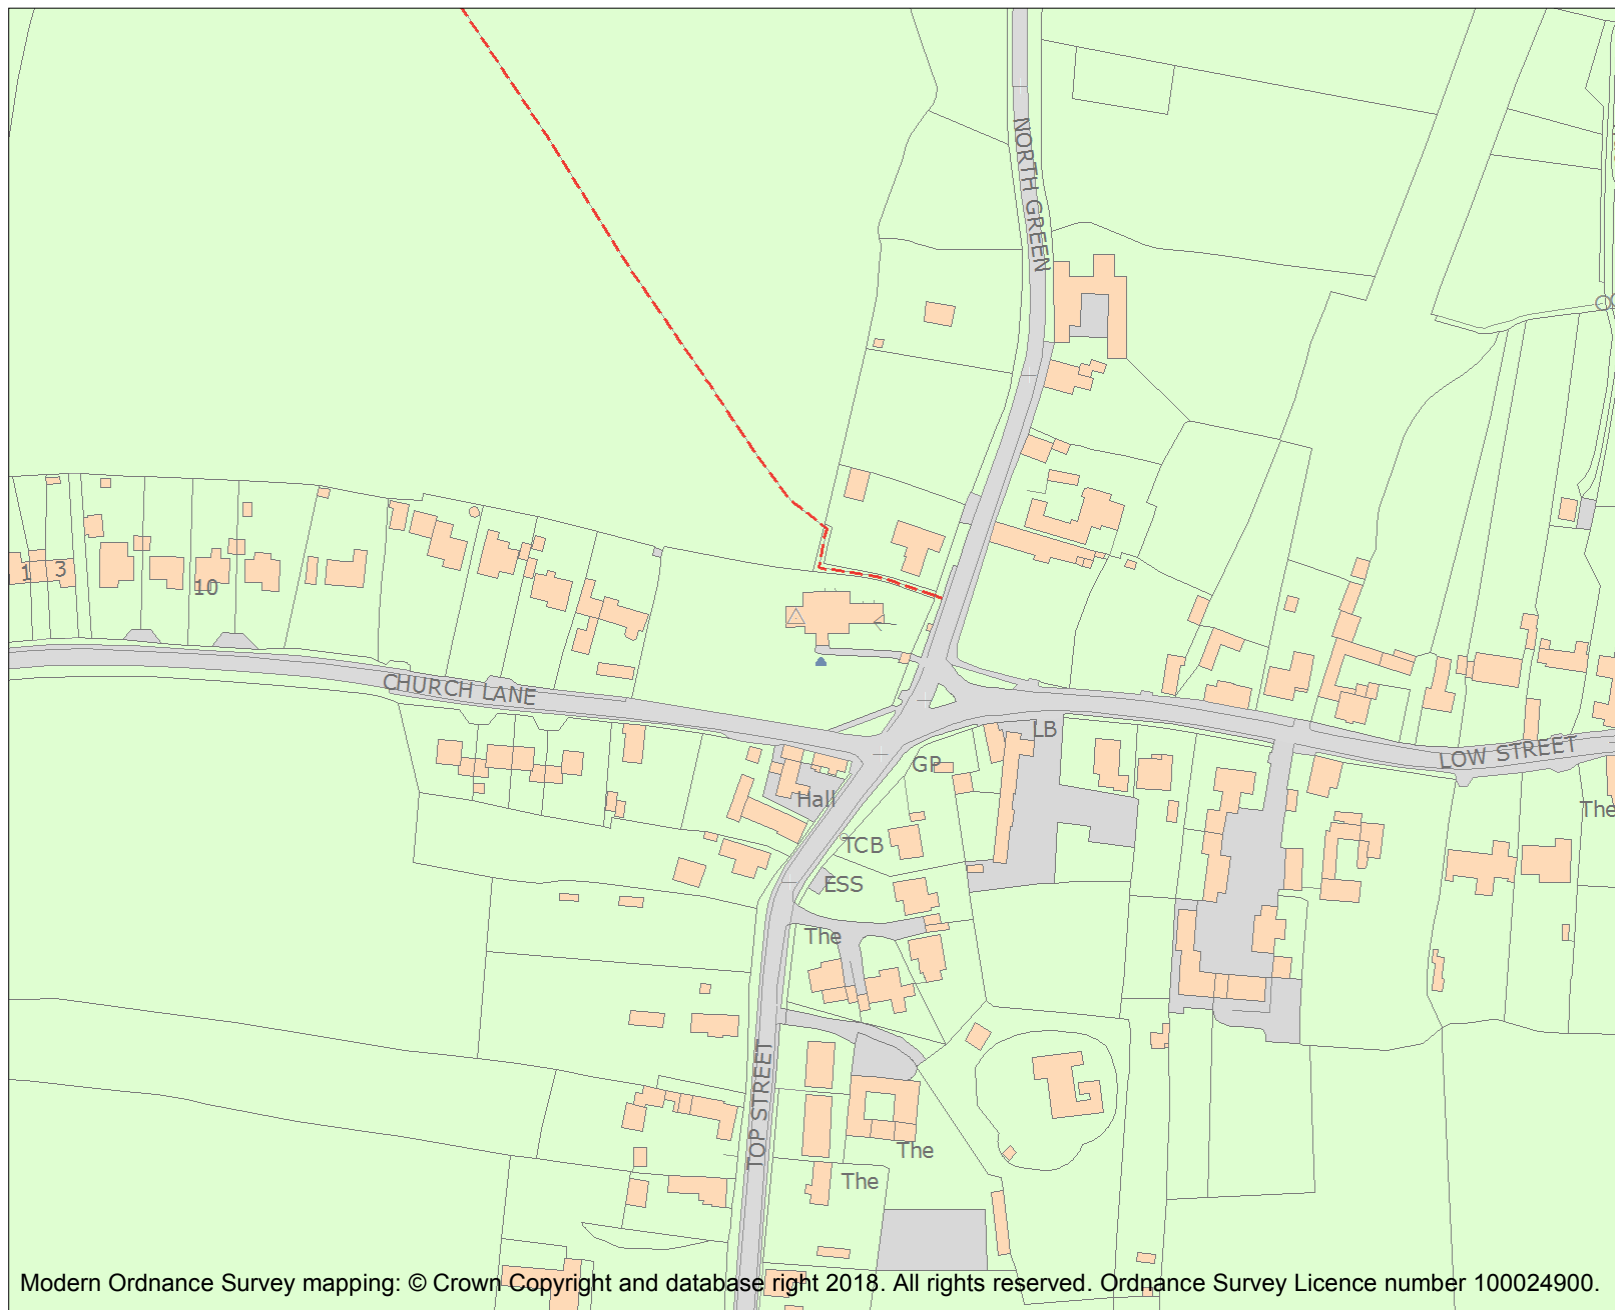 NORTH GREEN
1
3
10
CHURCH LANE
LB
LOW STREET
GP
Hall
The
TCB
ESS
The
TOP STREET
The
The
Modern Ordnance Survey mapping: © Crown Copyright and database right 2018. All rights reserved. Ordnance Survey Licence number 100024900.